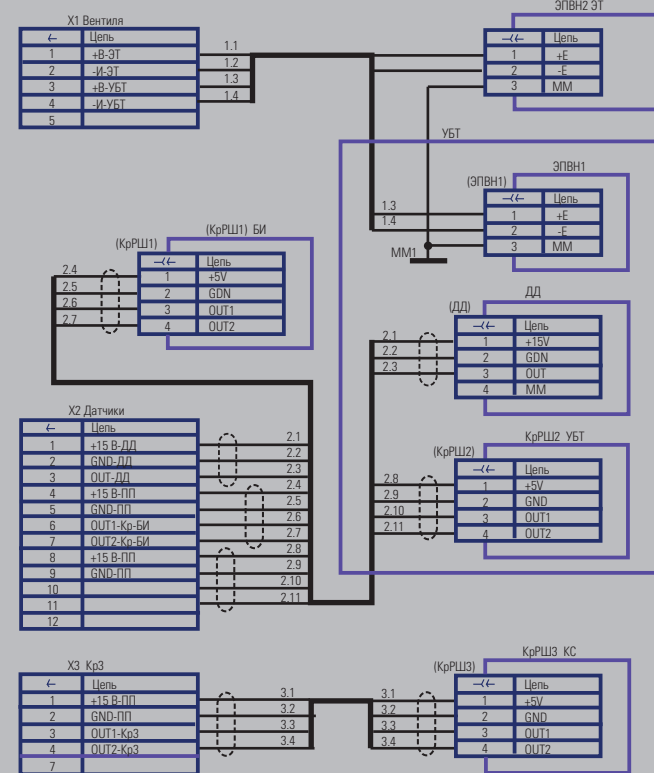 X1 Вентиля
← Цепь
1 +В-ЭТ 1.1
2 -И-ЭТ 1.2
3 +В-УБТ 1.3
4 -И-УБТ 1.4
5
ЭПВН2 ЭТ
Цепь
1 +Е
2 -Е
3 ММ
УБТ
ЭПВН1
(ЭПВН1)
Цепь
1.3 1 +Е
1.4 2 -Е
3 ММ
ММ1
(КрРШ1) БИ
(КрРШ1)
Цепь
2.4 1 +5V
2.5 2 GDN
2.6 3 OUT1
2.7 4 OUT2
ДД
(ДД)
Цепь
2.1 1 +15V
2.2 2 GDN
2.3 3 OUT
4 ММ
X2 Датчики
← Цепь
1 +15 В-ДД 2.1
2 GND-ДД 2.2
3 OUT-ДД 2.3
4 +15 В-ПП 2.4
5 GND-ПП 2.5
6 OUT1-Кр-БИ 2.6
7 OUT2-Кр-БИ 2.7
8 +15 В-ПП 2.8
9 GND-ПП 2.9
10 2.10
11 2.11
12
КрРШ2 УБТ
(КрРШ2)
Цепь
2.8 1 +5V
2.9 2 GND
2.10 3 OUT1
2.11 4 OUT2
X3 Кр3
← Цепь
1 +15 В-ПП 3.1
2 GND-ПП 3.2
3 OUT1-Кр3 3.3
4 OUT2-Кр3 3.4
7
КрРШ3 КС
(КрРШ3)
Цепь
3.1 1 +5V
3.2 2 GND
3.3 3 OUT1
3.4 4 OUT2